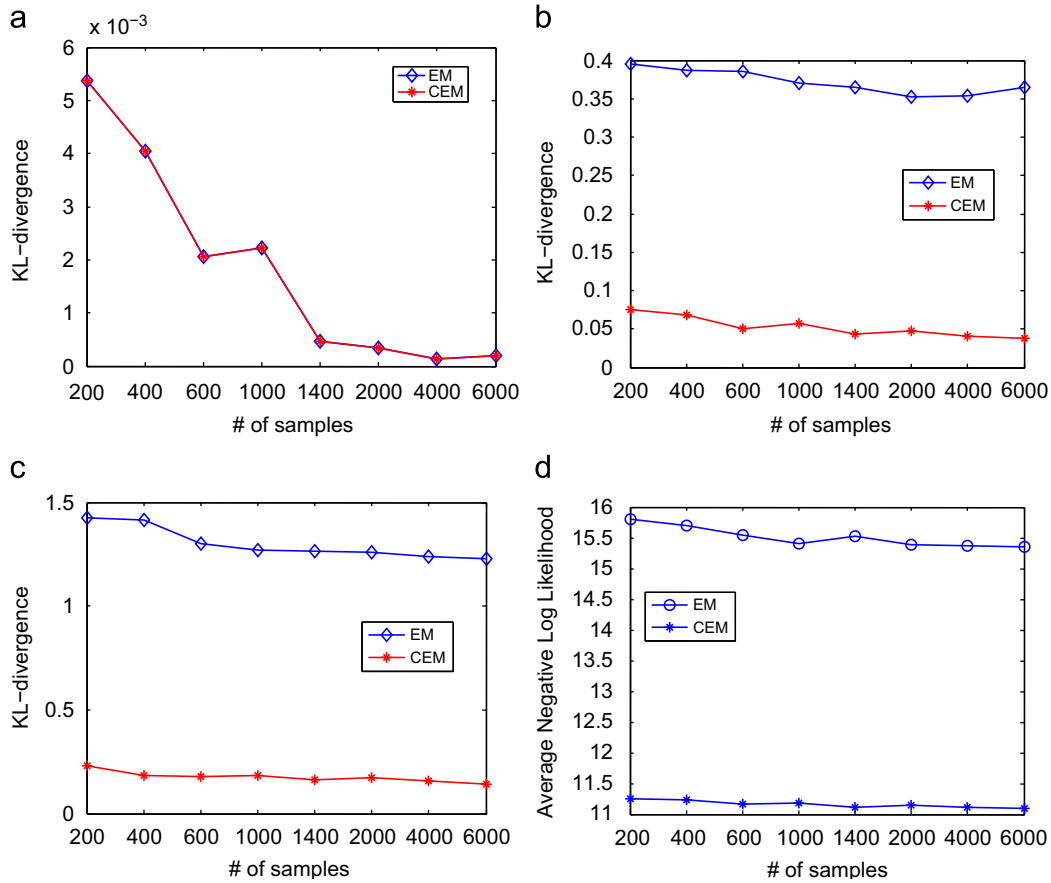 a
x 10−3
6
5
4
3
2
1
0
KL−divergence
EM
CEM
200 400 600 1000 1400 2000 4000 6000
# of samples
b
0.4
0.35
0.3
0.25
0.2
0.15
0.1
0.05
0
KL−divergence
EM
CEM
200 400 600 1000 1400 2000 4000 6000
# of samples
c
1.5
1
0.5
0
KL−divergence
EM
CEM
200 400 600 1000 1400 2000 4000 6000
# of samples
d
16
15.5
15
14.5
14
13.5
13
12.5
12
11.5
11
Average Negative Log Likelihood
EM
CEM
200 400 600 1000 1400 2000 4000 6000
# of samples